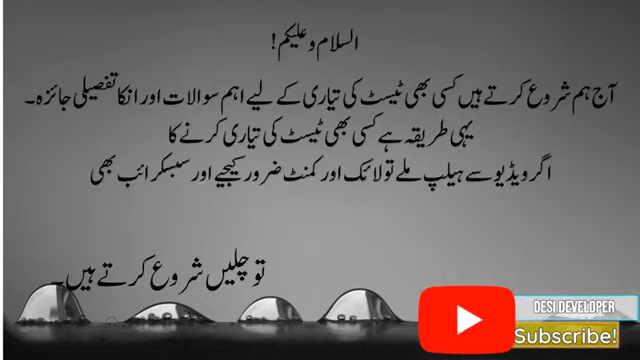 السلام و علیکم !
آج ہم شروع کرتے ہیں کسی بھی ٹیسٹ کی تیاری کے لیے اہم سوالات اور انکا تفصیلی جائزہ ۔
یہی طریقہ ہے کسی بھی ٹیسٹ کی تیاری کرنے کا
اگر ویڈیو سے ہیلپ ملے تو لائک اور کمنٹ ضرور کیجیے اور سبسکرائب بھی
تو چلیں شروع کرتے ہیں۔
DESI DEVELOPER
Subscribe!